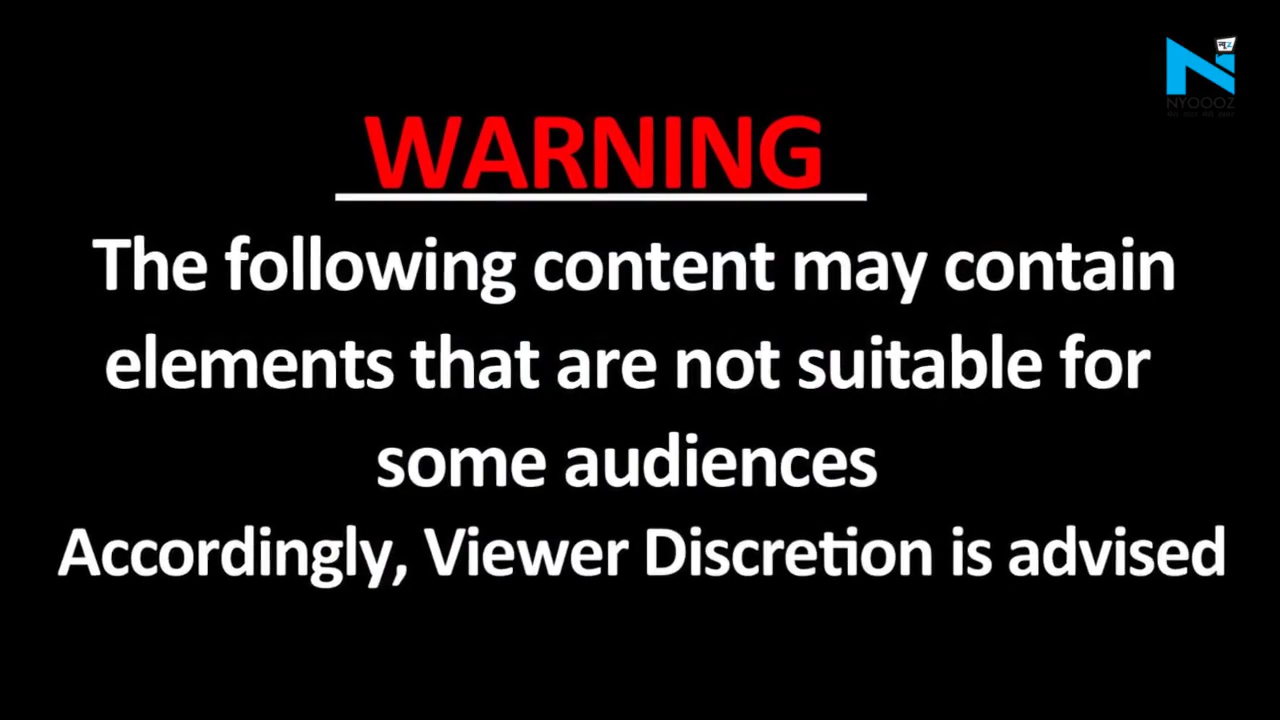 NYOOOZ
WARNING
The following content may contain
elements that are not suitable for
some audiences
Accordingly, Viewer Discretion is advised